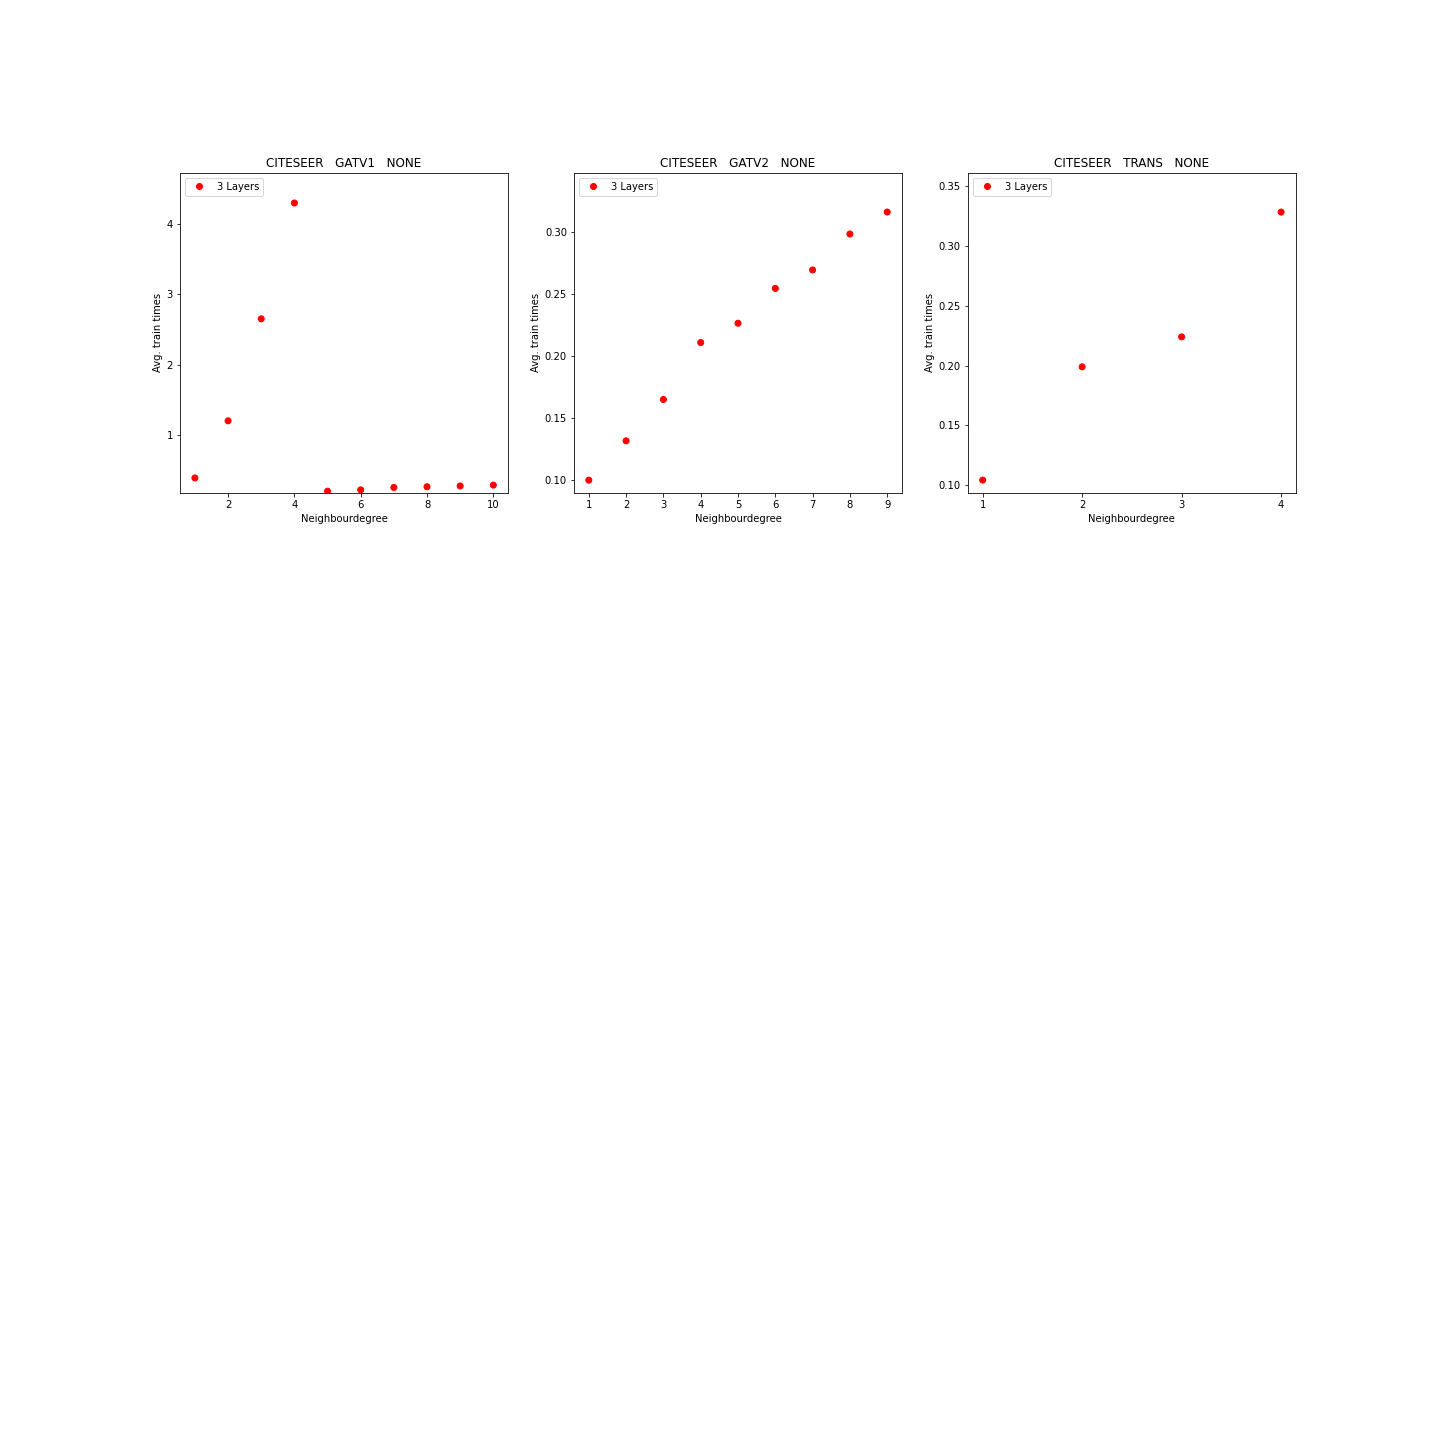 CITESEER   GATV1   NONE
3 Layers
4
3
2
1
Avg. train times
2 4 6 8 10
Neighbourdegree
CITESEER   GATV2   NONE
3 Layers
0.30
0.25
0.20
0.15
0.10
Avg. train times
1 2 3 4 5 6 7 8 9
Neighbourdegree
CITESEER   TRANS   NONE
3 Layers
0.35
0.30
0.25
0.20
0.15
0.10
Avg. train times
1 2 3 4
Neighbourdegree